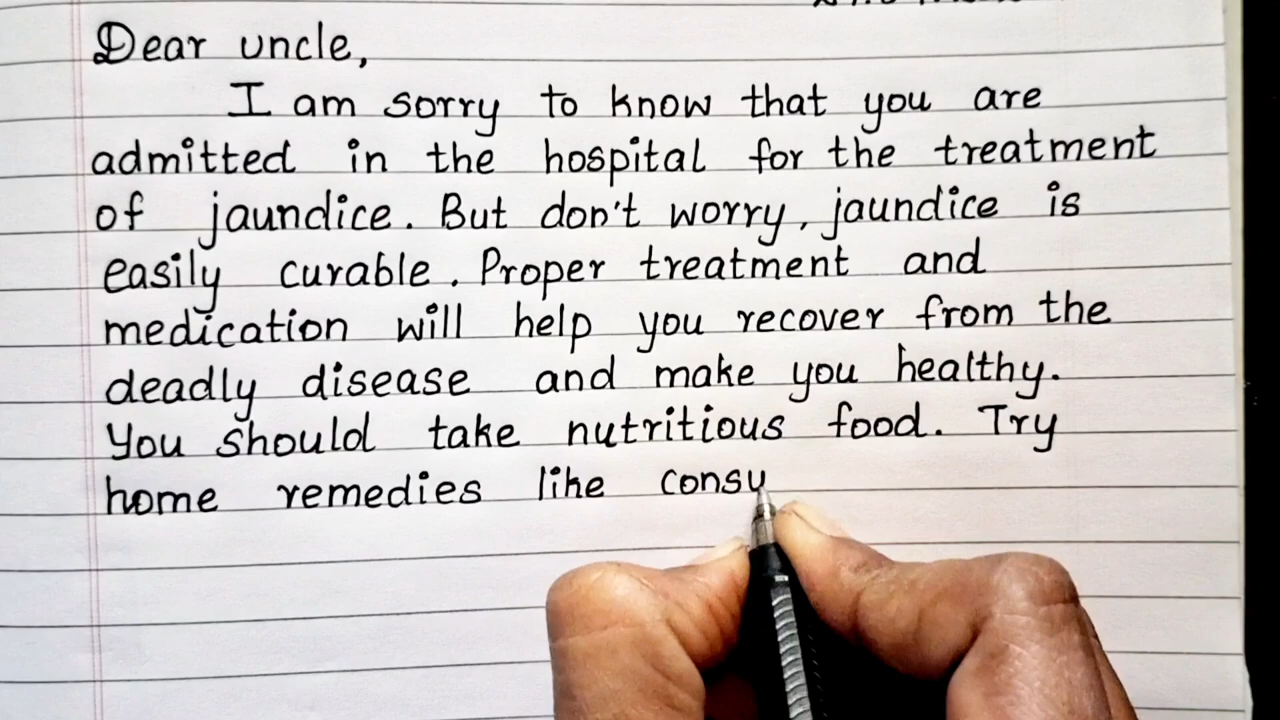 Dear uncle,
I am sorry to know that you are
admitted in the hospital for the treatment
of jaundice. But don't worry, jaundice is
easily curable. Proper treatment and
medication will help you recover from the
deadly disease and make you healthy.
You should take nutritious food. Try
home remedies like consu